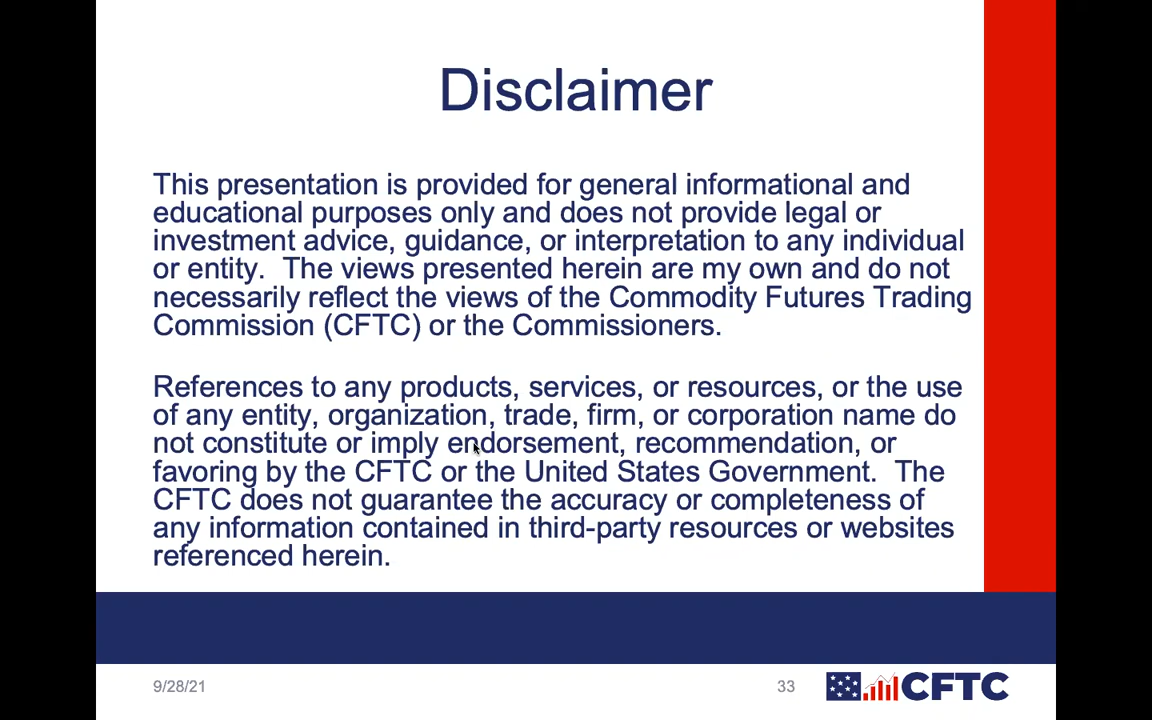 Disclaimer
This presentation is provided for general informational and
educational purposes only and does not provide legal or
investment advice, guidance, or interpretation to any individual
or entity.  The views presented herein are my own and do not
necessarily reflect the views of the Commodity Futures Trading
Commission (CFTC) or the Commissioners.
References to any products, services, or resources, or the use
of any entity, organization, trade, firm, or corporation name do
not constitute or imply endorsement, recommendation, or
favoring by the CFTC or the United States Government.  The
CFTC does not guarantee the accuracy or completeness of
any information contained in third-party resources or websites
referenced herein.
9/28/21
33
CFTC